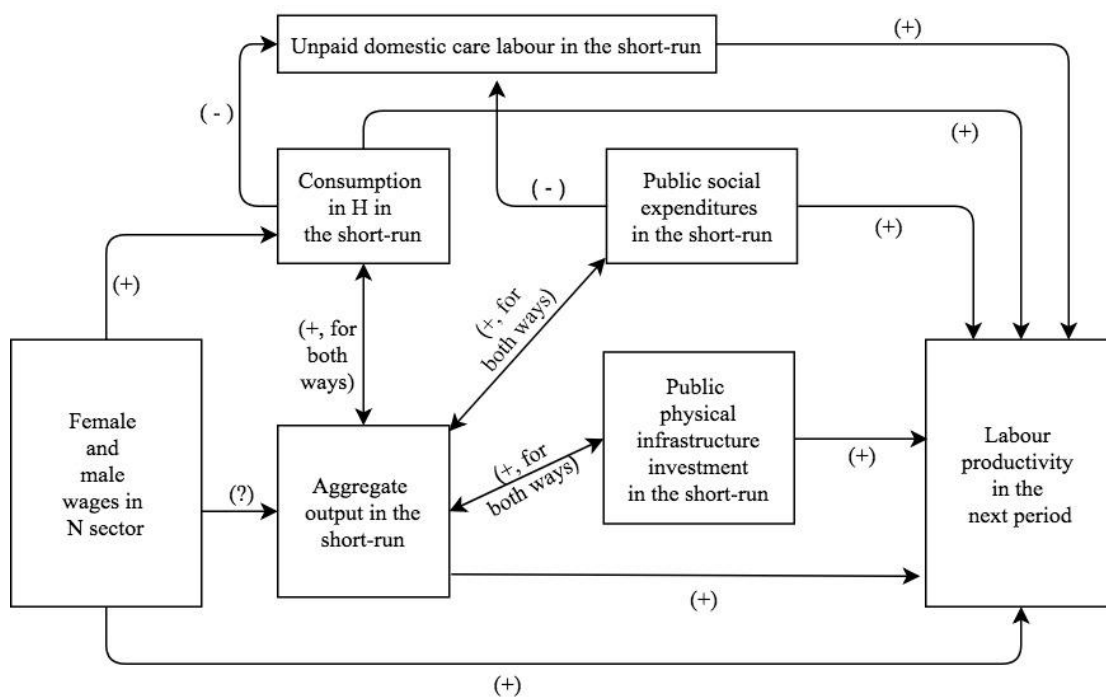 Unpaid domestic care labour in the short-run
(+)
( - )
(+)
Consumption
in H in
the short-run
( - )
Public social
expenditures
in the short-run
(+)
(+)
(+, for
both
ways)
(+, for
both ways)
Female
and
male
wages in
N sector
(?)
Aggregate
output in the
short-run
(+, for
both ways)
Public
physical
infrastructure
investment
in the short-run
(+)
Labour
productivity
in the
next period
(+)
(+)